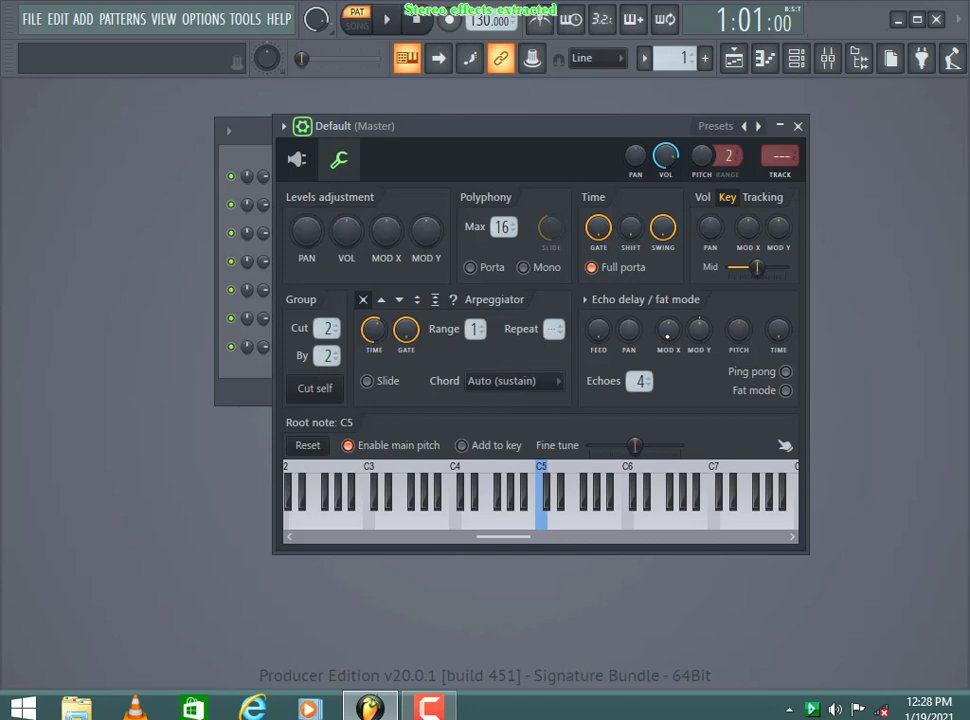 Stereo effects extracted
FILE EDIT ADD PATTERNS VIEW OPTIONS TOOLS HELP
PAT
SONG
130.000
3.2.
B:S:T
1:01:00
Line
1
Default (Master)
Presets
PAN
VOL
PITCH
2
RANGE
---
TRACK
Levels adjustment
PAN
VOL
MOD X
MOD Y
Polyphony
Max
16
SLIDE
Porta
Mono
Time
GATE
SHIFT
SWING
Full porta
Vol
Key
Tracking
PAN
MOD X
MOD Y
Mid
Group
Cut
2
By
2
Cut self
Arpeggiator
TIME
GATE
Range
1
Repeat
Slide
Chord
Auto (sustain)
Echo delay / fat mode
FEED
PAN
MOD X
MOD Y
PITCH
TIME
Echoes
4
Ping pong
Fat mode
Root note: C5
Reset
Enable main pitch
Add to key
Fine tune
2
C3
C4
C5
C6
C7
C
Producer Edition v20.0.1 [build 451] - Signature Bundle - 64Bit
12:28 PM
1/19/2021